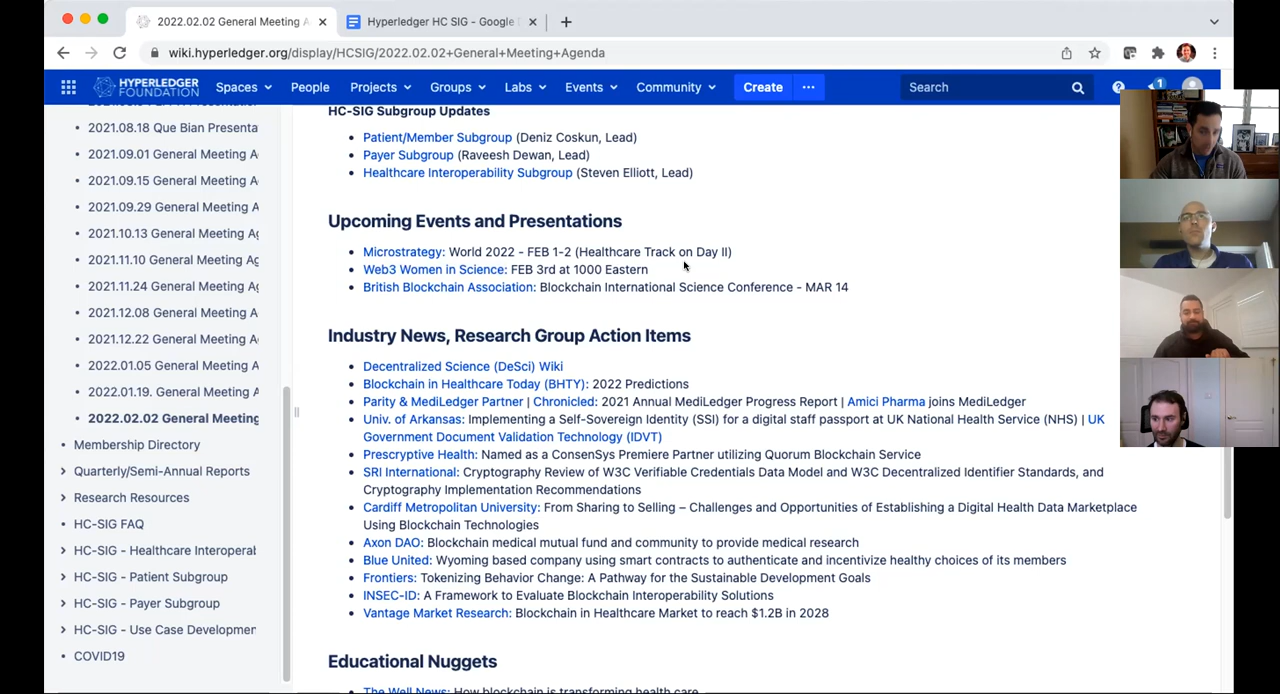 2022.02.02 General Meeting A
Hyperledger HC SIG - Google
wiki.hyperledger.org/display/HCSIG/2022.02.02+General+Meeting+Agenda
HYPERLEDGER FOUNDATION Spaces People Projects Groups Labs Events Community Create ... Search 1
2021.08.18 Que Bian Presenta
2021.09.01 General Meeting A
2021.09.15 General Meeting A
2021.09.29 General Meeting A
2021.10.13 General Meeting Ag
2021.11.10 General Meeting Ag
2021.11.24 General Meeting Ag
2021.12.08 General Meeting A
2021.12.22 General Meeting A
2022.01.05 General Meeting A
2022.01.19. General Meeting A
2022.02.02 General Meeting
Membership Directory
Quarterly/Semi-Annual Reports
Research Resources
HC-SIG FAQ
HC-SIG - Healthcare Interoperal
HC-SIG - Patient Subgroup
HC-SIG - Payer Subgroup
HC-SIG - Use Case Developmer
COVID19
HC-SIG Subgroup Updates
Patient/Member Subgroup (Deniz Coskun, Lead)
Payer Subgroup (Raveesh Dewan, Lead)
Healthcare Interoperability Subgroup (Steven Elliott, Lead)
Upcoming Events and Presentations
Microstrategy: World 2022 - FEB 1-2 (Healthcare Track on Day II)
Web3 Women in Science: FEB 3rd at 1000 Eastern
British Blockchain Association: Blockchain International Science Conference - MAR 14
Industry News, Research Group Action Items
Decentralized Science (DeSci) Wiki
Blockchain in Healthcare Today (BHTY): 2022 Predictions
Parity & MediLedger Partner | Chronicled: 2021 Annual MediLedger Progress Report | Amici Pharma joins MediLedger
Univ. of Arkansas: Implementing a Self-Sovereign Identity (SSI) for a digital staff passport at UK National Health Service (NHS) | UK
Government Document Validation Technology (IDVT)
Prescryptive Health: Named as a ConsenSys Premiere Partner utilizing Quorum Blockchain Service
SRI International: Cryptography Review of W3C Verifiable Credentials Data Model and W3C Decentralized Identifier Standards, and
Cryptography Implementation Recommendations
Cardiff Metropolitan University: From Sharing to Selling – Challenges and Opportunities of Establishing a Digital Health Data Marketplace
Using Blockchain Technologies
Axon DAO: Blockchain medical mutual fund and community to provide medical research
Blue United: Wyoming based company using smart contracts to authenticate and incentivize healthy choices of its members
Frontiers: Tokenizing Behavior Change: A Pathway for the Sustainable Development Goals
INSEC-ID: A Framework to Evaluate Blockchain Interoperability Solutions
Vantage Market Research: Blockchain in Healthcare Market to reach $1.2B in 2028
Educational Nuggets
The Well News: How blockchain is transforming health care